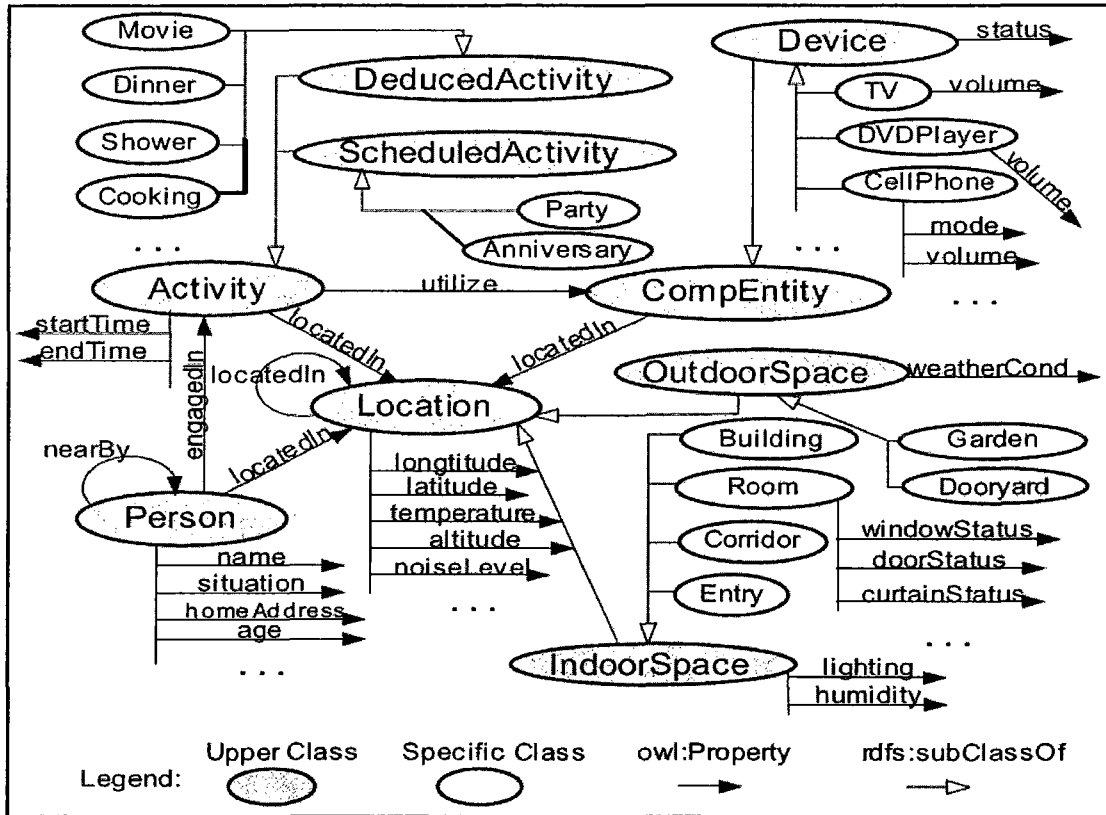 Movie
Dinner
Shower
Cooking
. . .
DeducedActivity
ScheduledActivity
Party
Anniversary
Device
status
TV
volume
DVDPlayer
volume
CellPhone
mode
volume
. . .
. . .
Activity
utilize
CompEntity
startTime
endTime
engagedIn
locatedIn
locatedIn
locatedIn
Location
locatedIn
nearBy
Person
name
situation
homeAddress
age
. . .
longtitude
latitude
temperature
altitude
noiseLevel
. . .
OutdoorSpace
weatherCond
Garden
Dooryard
Building
Room
Corridor
Entry
windowStatus
doorStatus
curtainStatus
. . .
IndoorSpace
lighting
humidity
Legend:
Upper Class
Specific Class
owl:Property
rdfs:subClassOf